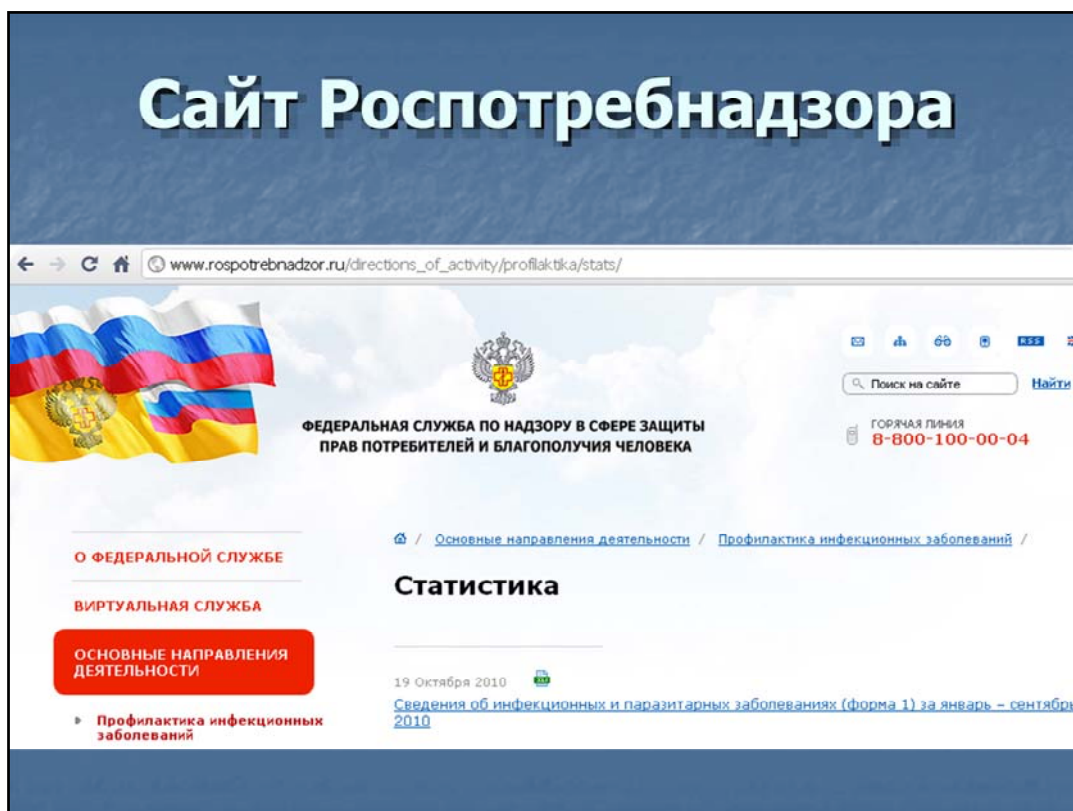 Сайт Роспотребнадзора
www.rospotrebnadzor.ru/directions_of_activity/profilaktika/stats/
RSS
Поиск на сайте
Найти
ФЕДЕРАЛЬНАЯ СЛУЖБА ПО НАДЗОРУ В СФЕРЕ ЗАЩИТЫ
ПРАВ ПОТРЕБИТЕЛЕЙ И БЛАГОПОЛУЧИЯ ЧЕЛОВЕКА
ГОРЯЧАЯ ЛИНИЯ
8-800-100-00-04
О ФЕДЕРАЛЬНОЙ СЛУЖБЕ
ВИРТУАЛЬНАЯ СЛУЖБА
ОСНОВНЫЕ НАПРАВЛЕНИЯ
ДЕЯТЕЛЬНОСТИ
Профилактика инфекционных
заболеваний
/ Основные направления деятельности / Профилактика инфекционных заболеваний /
Статистика
19 Октября 2010
Сведения об инфекционных и паразитарных заболеваниях (форма 1) за январь – сентябрь
2010